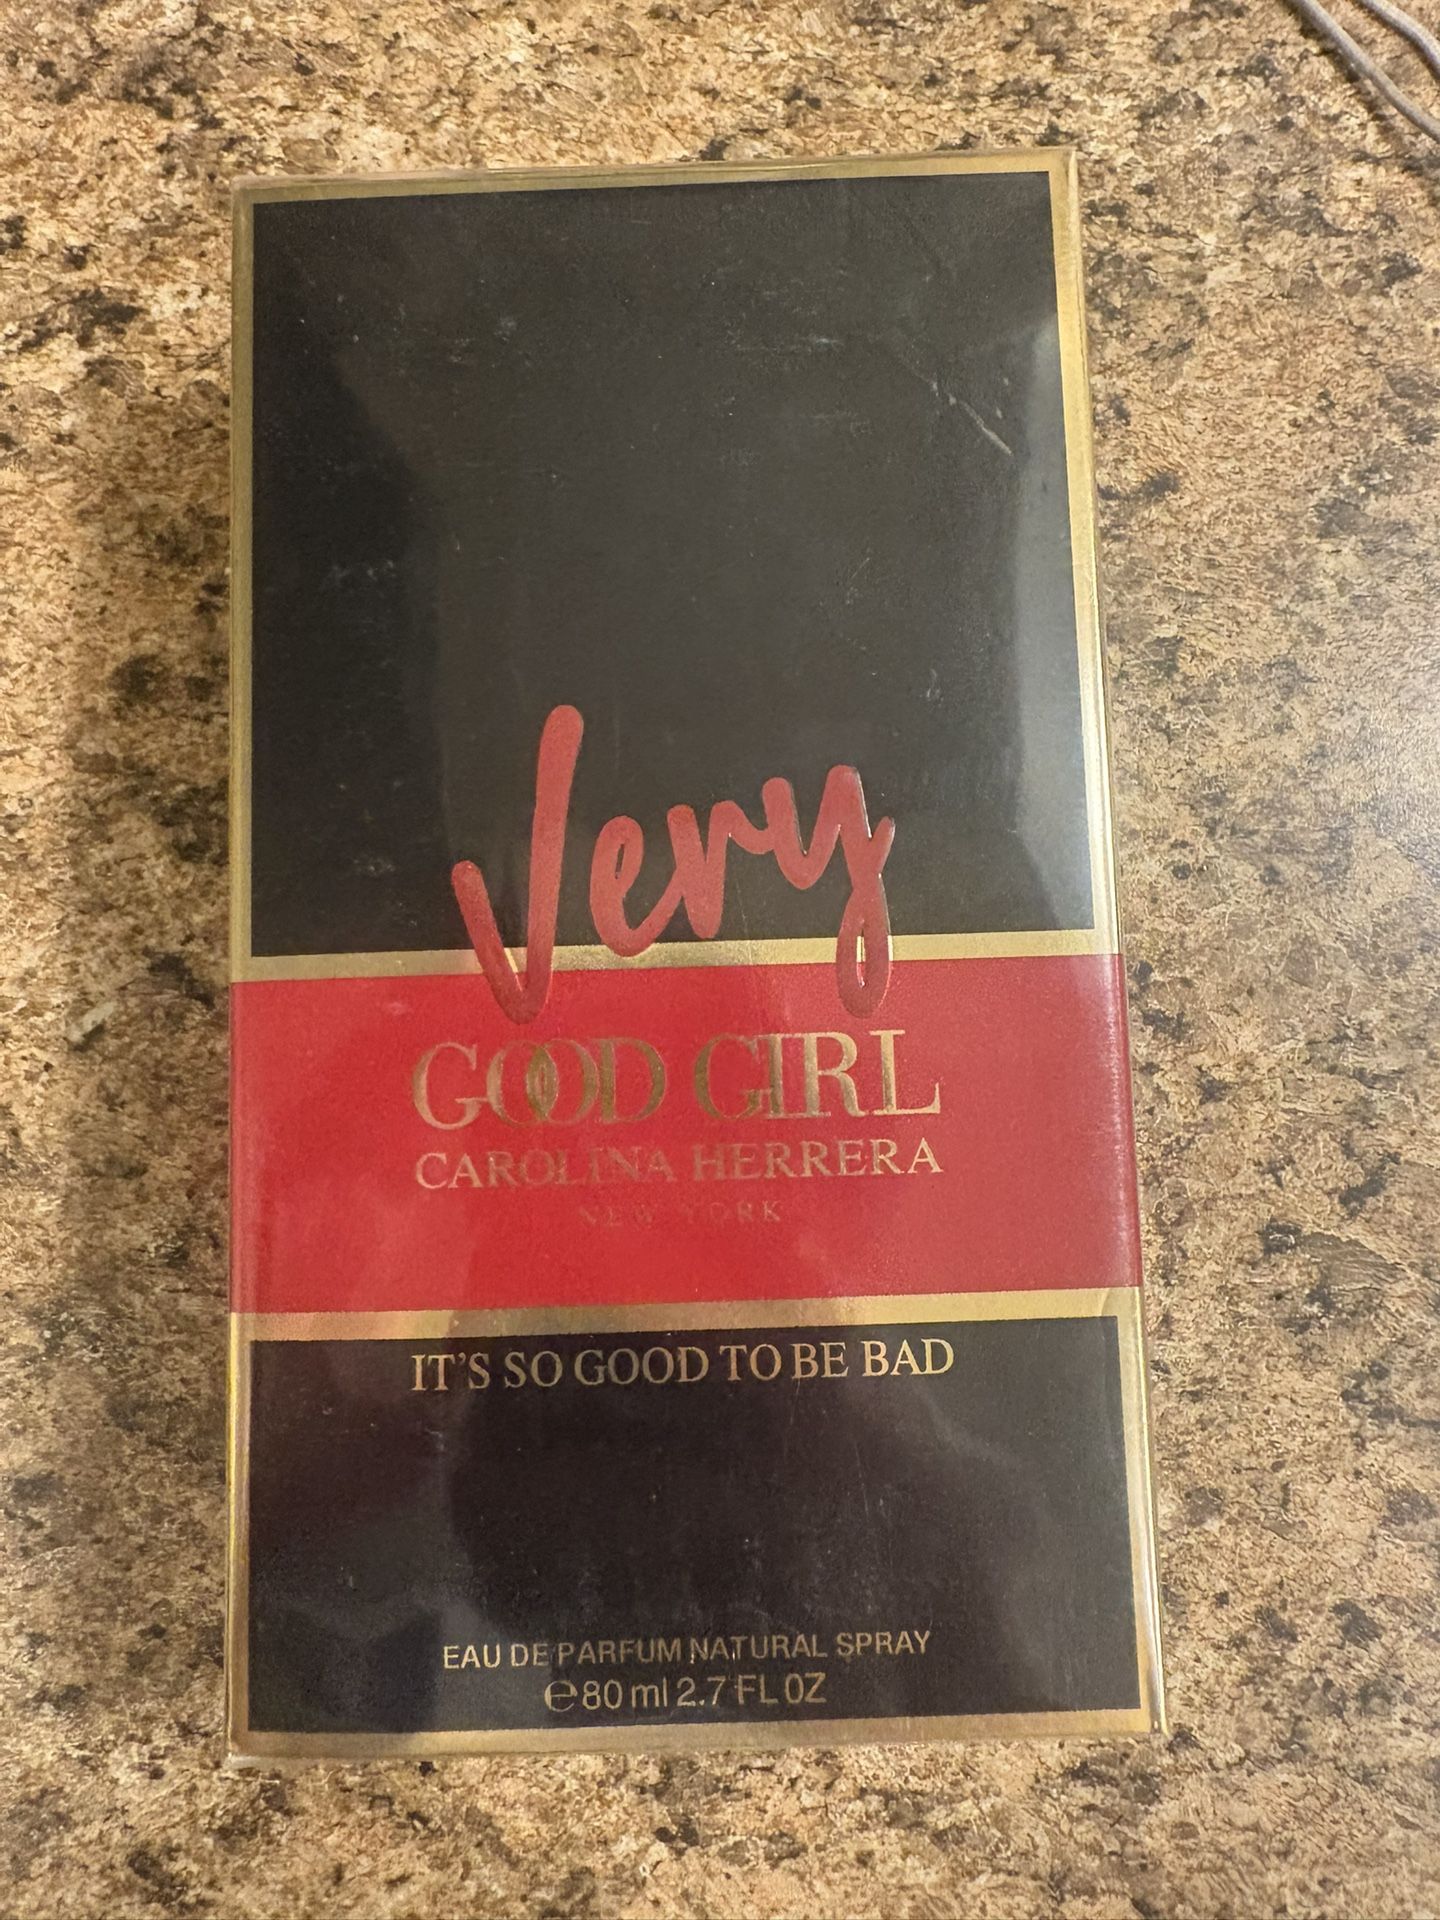 Very
GOOD GIRL
CAROLINA HERRERA
NEW YORK
IT'S SO GOOD TO BE BAD
EAU DE PARFUM NATURAL SPRAY
℮80 ml 2.7 FL OZ